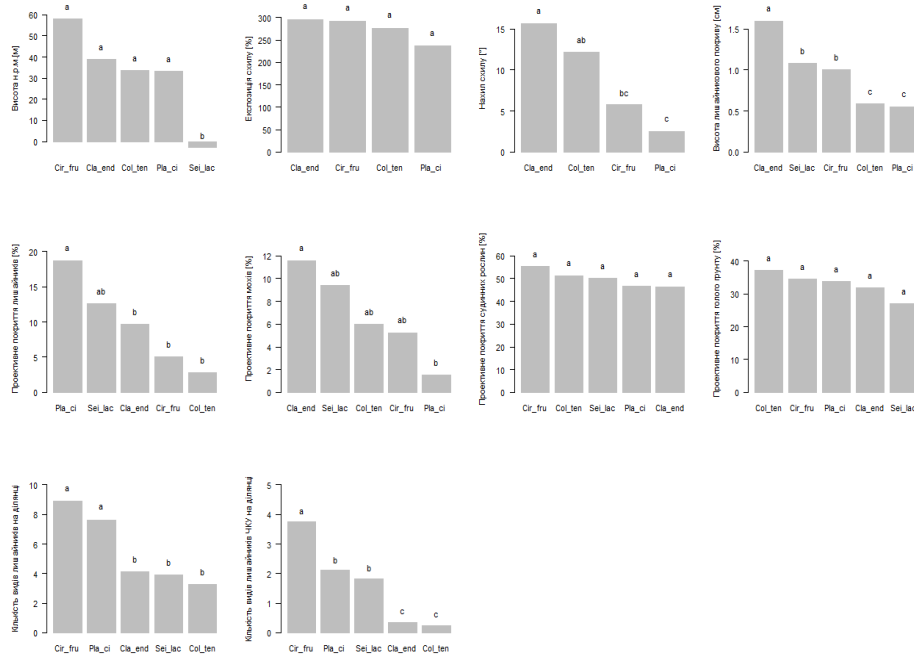 Висота н.р.м.[м]
60
50
40
30
20
10
0
a
a
a
a
b
Cir_fru Cla_end Col_ten Pla_ci Sei_lac
Експозиція схилу [%]
300
250
200
150
100
50
0
a
a
a
a
Cla_end Cir_fru Col_ten Pla_ci
Нахил схилу [°]
15
10
5
0
a
ab
bc
c
Cla_end Col_ten Cir_fru Pla_ci
Висота лишайникового покриву [см]
1.5
1.0
0.5
0.0
a
b
b
c
c
Cla_end Sei_lac Cir_fru Col_ten Pla_ci
Проективне покриття лишайників [%]
20
15
10
5
0
a
ab
b
b
b
Pla_ci Sei_lac Cla_end Cir_fru Col_ten
Проективне покриття мохів [%]
12
10
8
6
4
2
0
a
ab
ab
ab
b
Cla_end Sei_lac Col_ten Cir_fru Pla_ci
Проективне покриття судинних рослин [%]
60
50
40
30
20
10
0
a
a
a
a
a
Cir_fru Col_ten Sei_lac Pla_ci Cla_end
Проективне покриття голого ґрунту [%]
40
30
20
10
0
a
a
a
a
a
Col_ten Cir_fru Pla_ci Cla_end Sei_lac
Кількість видів лишайників на ділянці
10
8
6
4
2
0
a
a
b
b
b
Cir_fru Pla_ci Cla_end Sei_lac Col_ten
Кількість видів лишайників ЧКУ на ділянці
5
4
3
2
1
0
a
b
b
c
c
Cir_fru Pla_ci Sei_lac Cla_end Col_ten